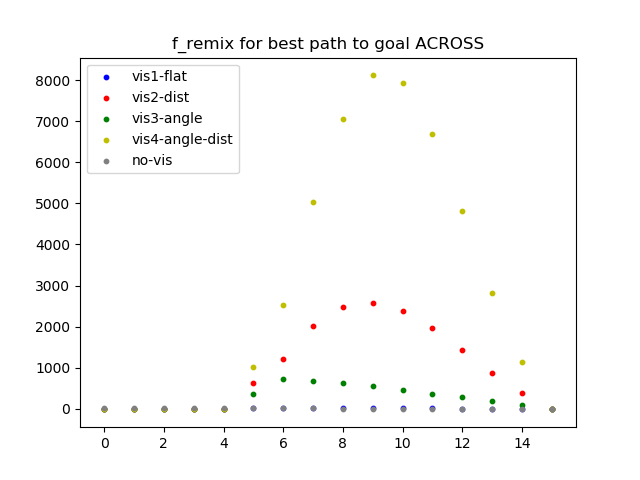 f_remix for best path to goal ACROSS
8000
7000
6000
5000
4000
3000
2000
1000
0
vis1-flat
vis2-dist
vis3-angle
vis4-angle-dist
no-vis
0 2 4 6 8 10 12 14